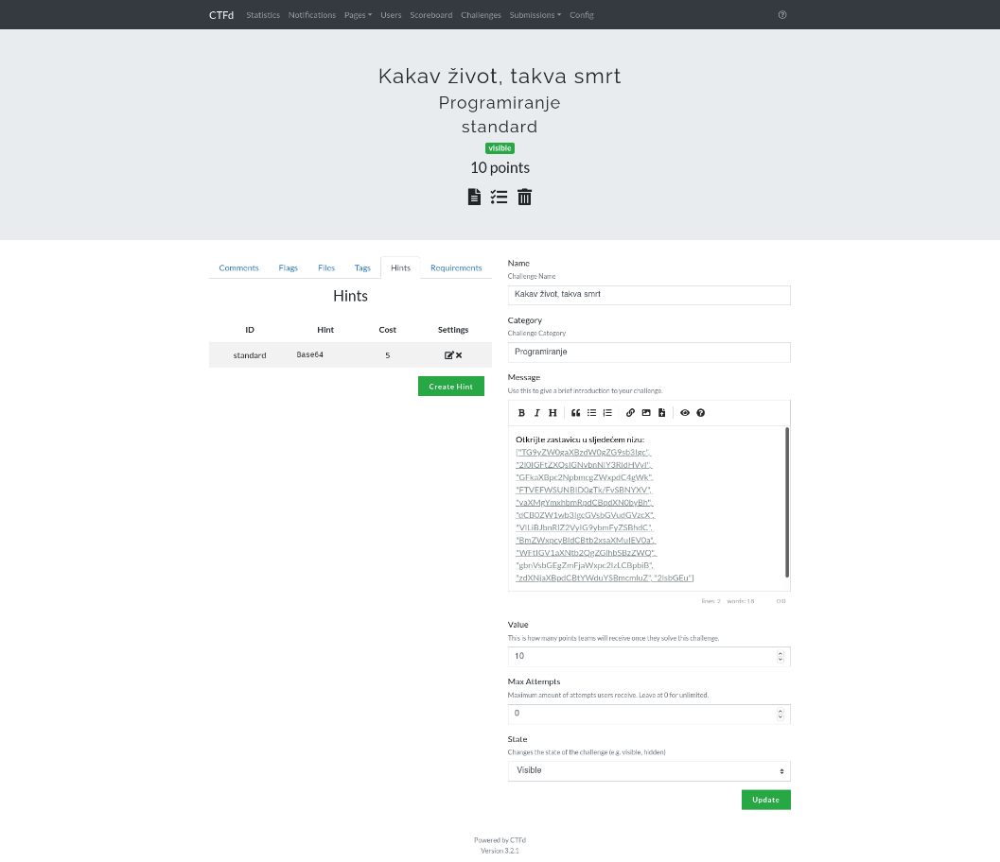 CTFd Statistics Notifications Pages Users Scoreboard Challenges Submissions Config
Kakav život, takva smrt
Programiranje
standard
visible
10 points
Comments Flags Files Tags Hints Requirements
Hints
ID Hint Cost Settings
standard Base64 5
Create Hint
Name
Challenge Name
Kakav život, takva smrt
Category
Challenge Category
Programiranje
Message
Use this to give a brief introduction to your challenge.
B I H
Otkrijte zastavicu u sljedećem nizu:
["TG9yZW0gaXBzdW0gZG9sb3Igc",
"2l0IGFtZXQsIGNvbnNlY3RldHVyI",
"GFkaXBpc2NpbmcgZWxpdC4gWk",
"FTVEFWSUNBID0gTk/FvSBNYXV",
"vaXMgYmxhbmRpdCBqdXN0byBh",
"dCB0ZW1wb3IgcGVsbGVudGVzcX",
"VlLiBJbnRlZ2VyIG9ybmFyZSBhdC",
"BmZWxpcyBldCBtb2xsaXMuIEV0a",
"WFtIGV1aXNtb2QgZGlhbSBzZWQ",
"gbnVsbGEgZmFjaWxpc2lzLCBpbiB",
"zdXNjaXBpdCBtYWduYSBmcmluZ", "2lsbGEu"]
lines: 2 words: 18 0:0
Value
This is how many points teams will receive once they solve this challenge.
10
Max Attempts
Maximum amount of attempts users receive. Leave at 0 for unlimited.
0
State
Changes the state of the challenge (e.g. visible, hidden)
Visible
Update
Powered by CTFd
Version 3.2.1